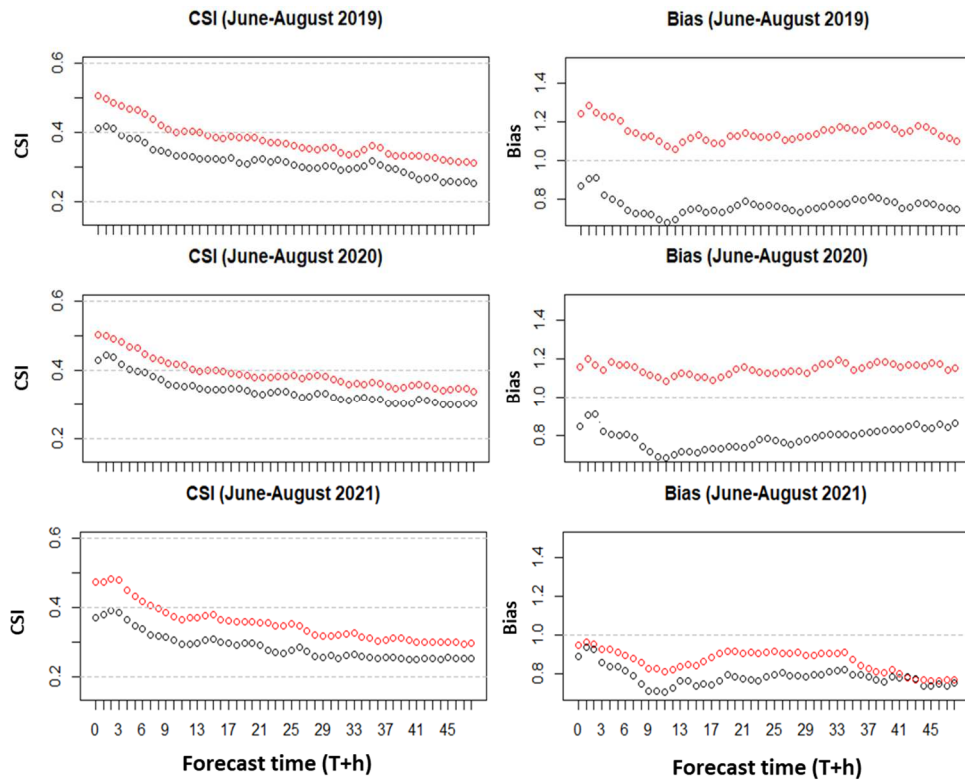 CSI (June-August 2019)
CSI
0.2 0.4 0.6
Bias (June-August 2019)
Bias
0.8 1.0 1.2 1.4
CSI (June-August 2020)
CSI
0.2 0.4 0.6
Bias (June-August 2020)
Bias
0.8 1.0 1.2 1.4
CSI (June-August 2021)
CSI
0.2 0.4 0.6
0 3 6 9 13 17 21 25 29 33 37 41 45
Forecast time (T+h)
Bias (June-August 2021)
Bias
0.8 1.0 1.2 1.4
0 3 6 9 13 17 21 25 29 33 37 41 45
Forecast time (T+h)